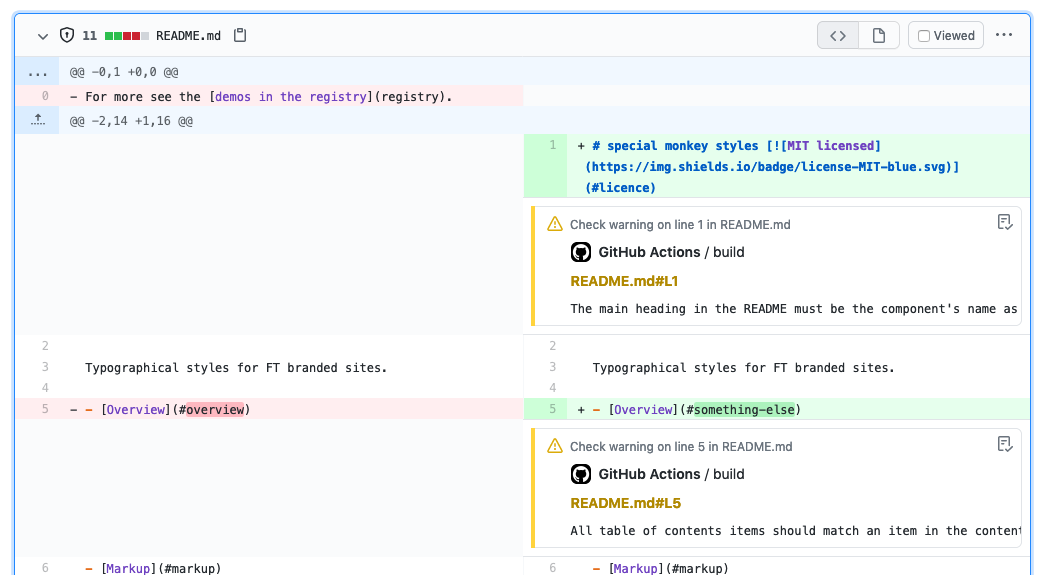 11 README.md Viewed ...
... @@ -0,1 +0,0 @@
0 - For more see the [demos in the registry](registry).
@@ -2,14 +1,16 @@
1 + # special monkey styles [![MIT licensed]
(https://img.shields.io/badge/license-MIT-blue.svg)]
(#licence)
Check warning on line 1 in README.md
GitHub Actions / build
README.md#L1
The main heading in the README must be the component's name as
2 2
3 Typographical styles for FT branded sites. 3 Typographical styles for FT branded sites.
4 4
5 - - [Overview](#overview) 5 + - [Overview](#something-else)
Check warning on line 5 in README.md
GitHub Actions / build
README.md#L5
All table of contents items should match an item in the content
6 - [Markup](#markup) 6 - [Markup](#markup)